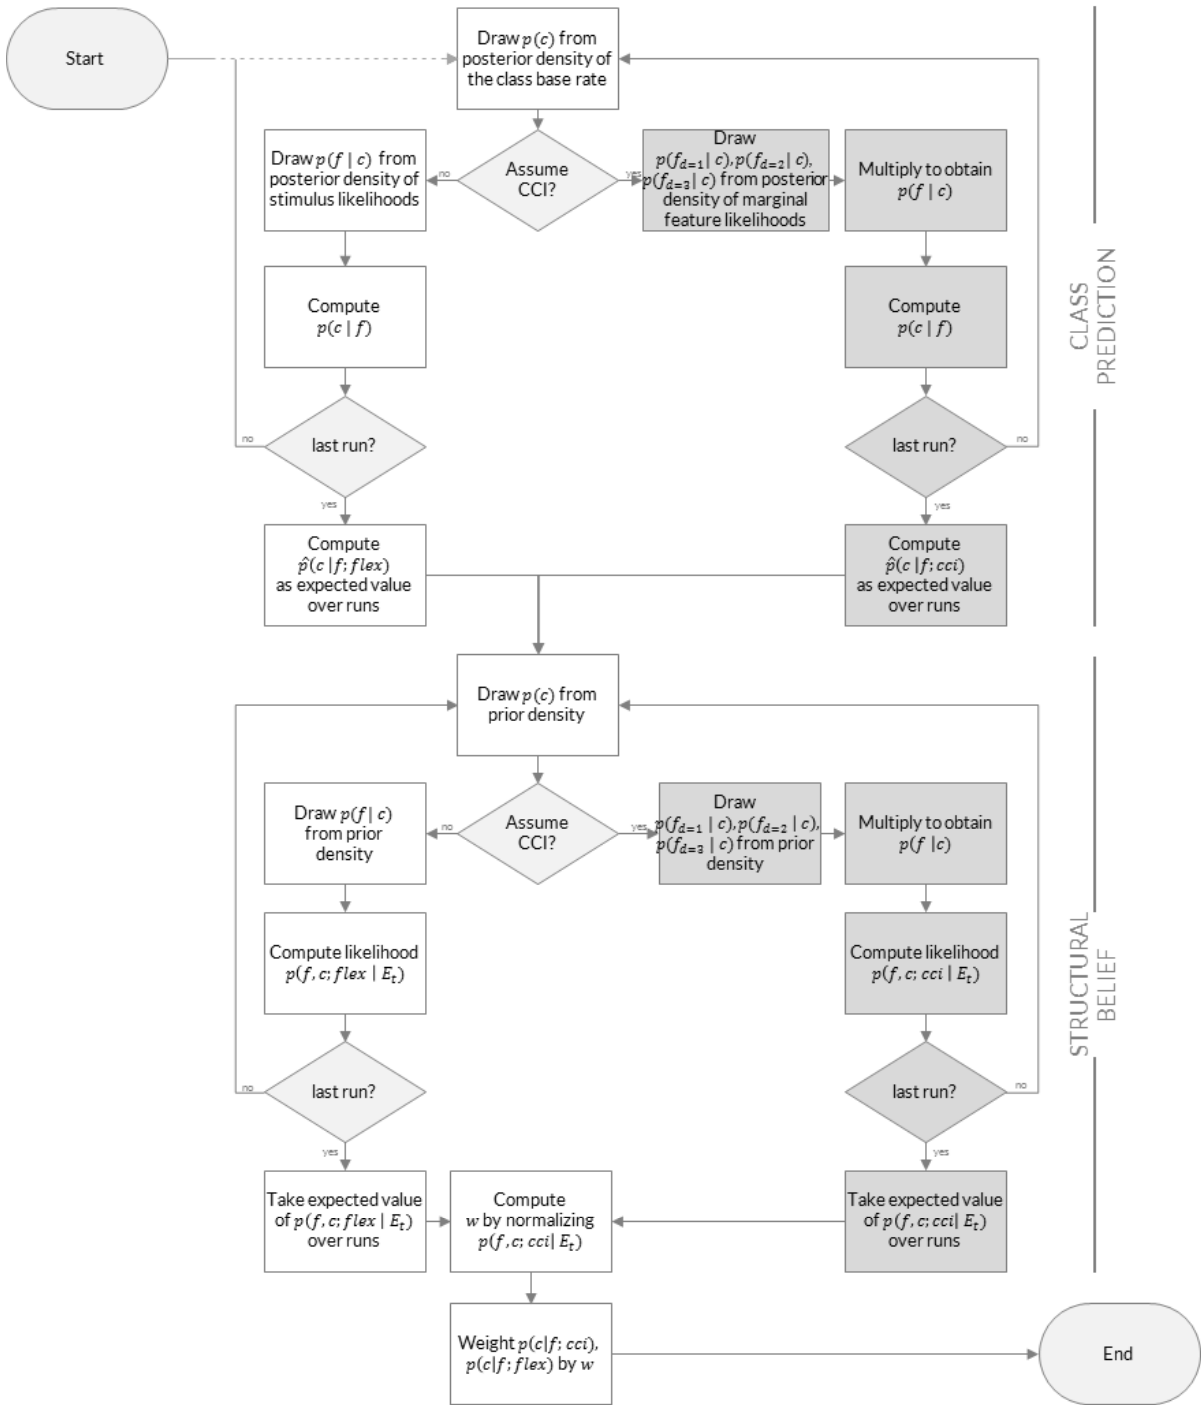 Start
Draw p(c) from
posterior density of
the class base rate
Draw p(f | c) from
posterior density of
stimulus likelihoods
no
Assume
CCI?
yes
Draw
p(f_{d=1} | c), p(f_{d=2} | c),
p(f_{d=3} | c) from posterior
density of marginal
feature likelihoods
Multiply to obtain
p(f | c)
Compute
p(c | f)
Compute
p(c | f)
CLASS
PREDICTION
no
last run?
yes
last run?
no
yes
Compute
p̂(c | f; flex)
as expected value
over runs
Compute
p̂(c | f; cci)
as expected value
over runs
Draw p(c) from
prior density
Draw p(f | c)
from prior
density
no
Assume
CCI?
yes
Draw
p(f_{d=1} | c), p(f_{d=2} | c),
p(f_{d=3} | c) from prior
density
Multiply to obtain
p(f | c)
Compute likelihood
p(f, c; flex | E_t)
Compute likelihood
p(f, c; cci | E_t)
STRUCTURAL
BELIEF
no
last run?
yes
last run?
no
yes
Take expected value
of p(f, c; flex | E_t)
over runs
Compute
w by normalizing
p(f, c; cci | E_t)
Take expected value
of p(f, c; cci | E_t)
over runs
Weight p(c|f; cci),
p(c|f; flex) by w
End